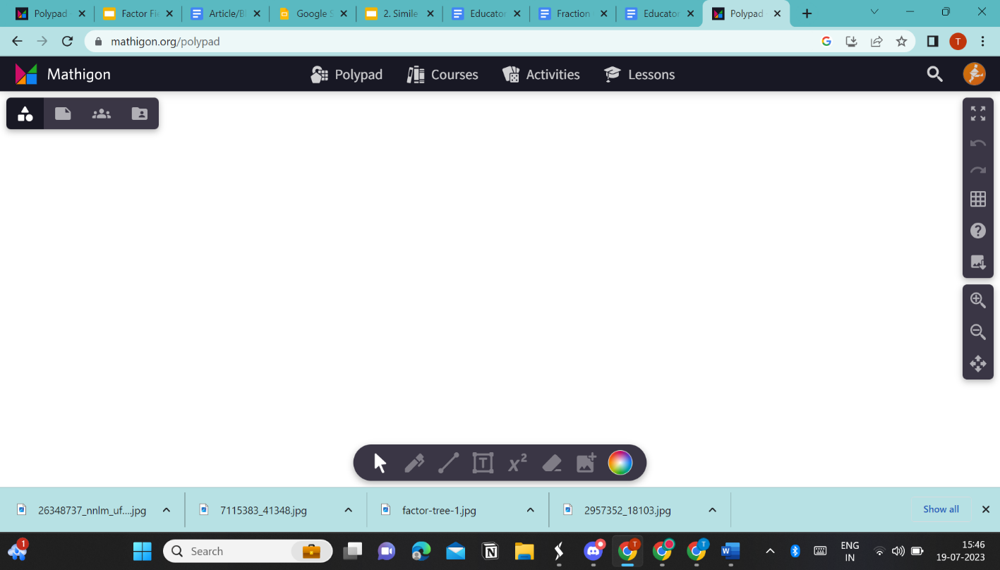 Polypad
Factor Fi
Article/B
Google S
2. Simile
Educator
Fraction
Educator
Polypad
mathigon.org/polypad
T
Mathigon
Polypad
Courses
Activities
Lessons
T
x²
26348737_nnlm_uf....jpg
7115383_41348.jpg
factor-tree-1.jpg
2957352_18103.jpg
Show all
1
Search
T
T
ENG
IN
15:46
19-07-2023